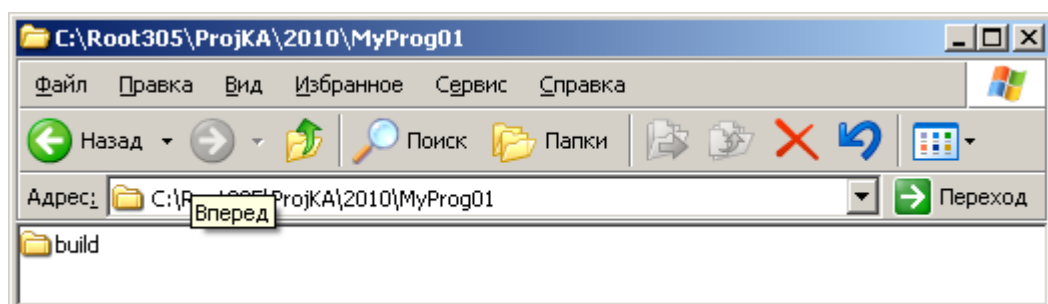 C:\Root305\ProjKA\2010\MyProg01
Файл Правка Вид Избранное Сервис Справка
Назад Поиск Папки
Адрес: C:\R ProjKA\2010\MyProg01 Переход
Вперед
build